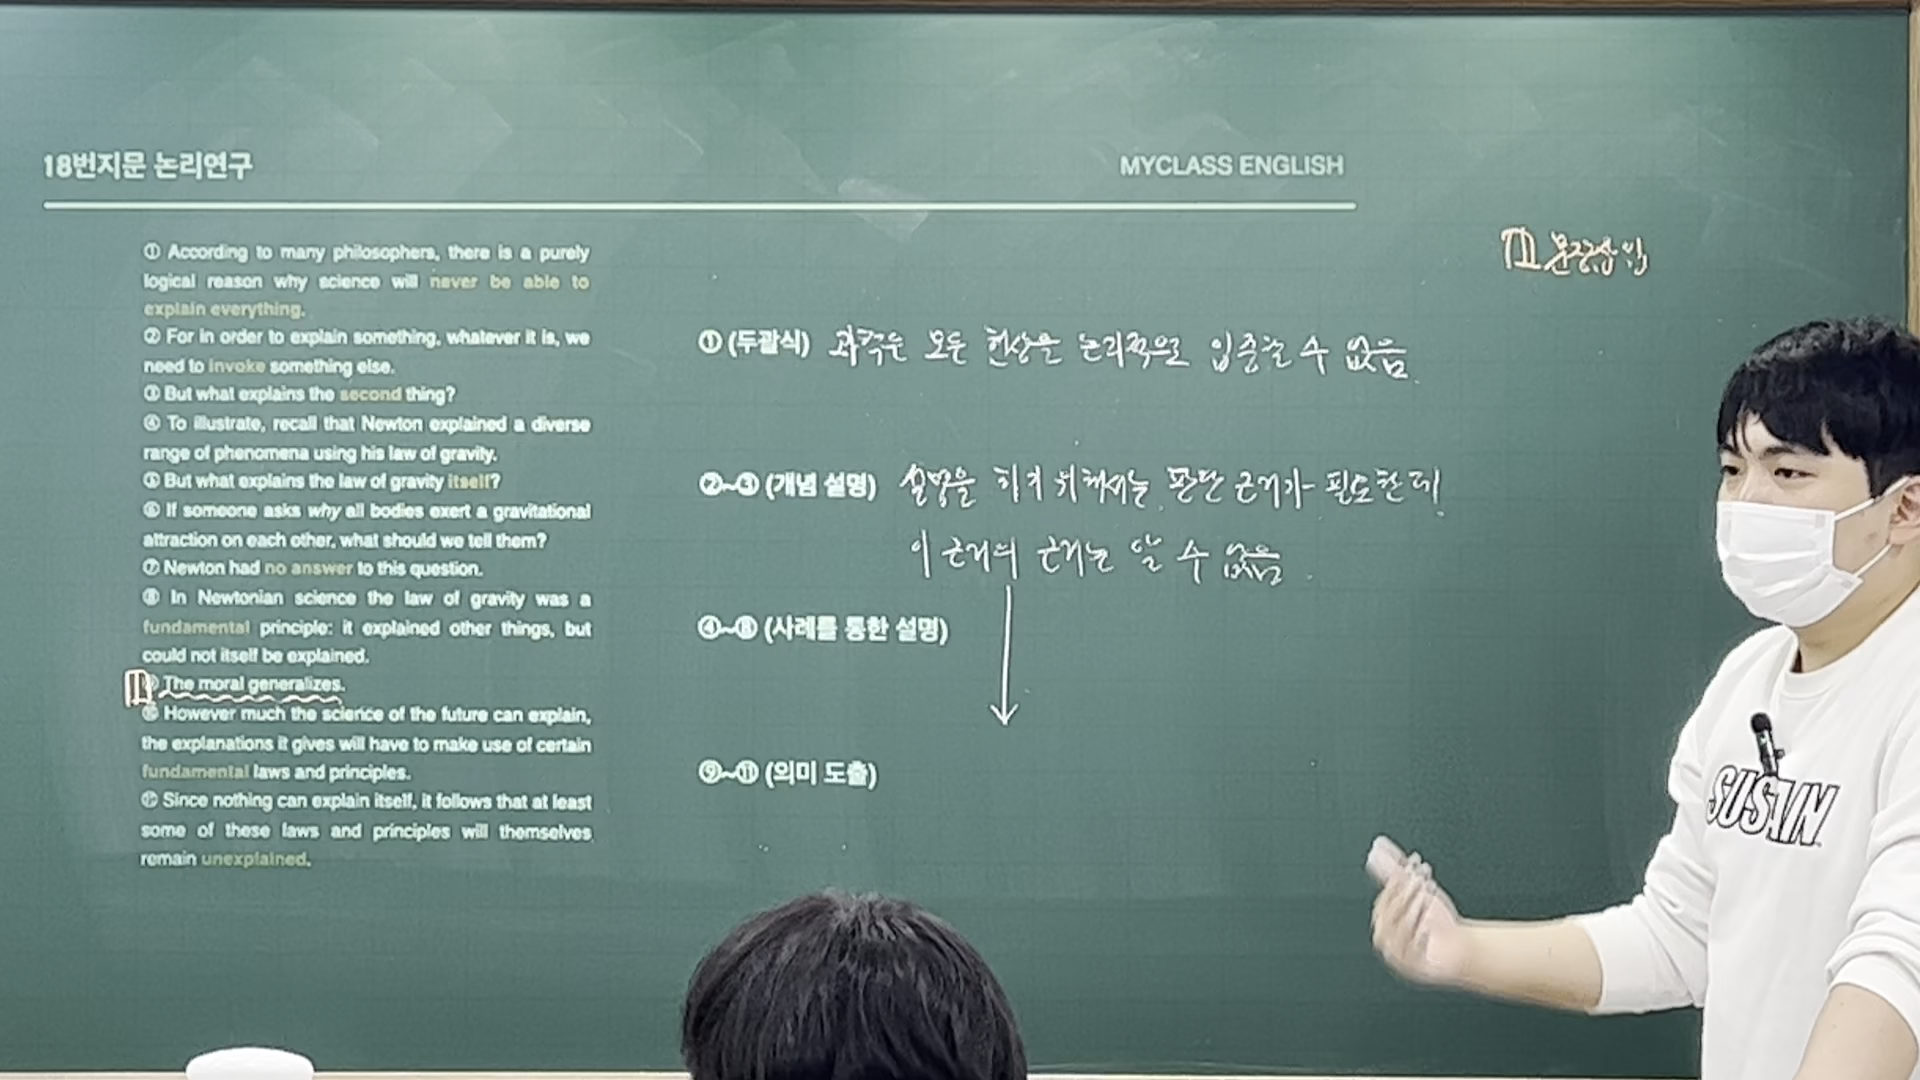 18번지문 논리연구
MYCLASS ENGLISH
① According to many philosophers, there is a purely
logical reason why science will never be able to
explain everything.
② For in order to explain something, whatever it is, we
need to invoke something else.
③ But what explains the second thing?
④ To illustrate, recall that Newton explained a diverse
range of phenomena using his law of gravity.
⑤ But what explains the law of gravity itself?
⑥ If someone asks why all bodies exert a gravitational
attraction on each other, what should we tell them?
⑦ Newton had no answer to this question.
⑧ In Newtonian science the law of gravity was a
fundamental principle: it explained other things, but
could not itself be explained.
The moral generalizes.
⑩ However much the science of the future can explain,
the explanations it gives will have to make use of certain
fundamental laws and principles.
⑪ Since nothing can explain itself, it follows that at least
some of these laws and principles will themselves
remain unexplained.
① (두괄식) 과학은 모든 현상을 논리적으로 입증할 수 없음.
②~③ (개념 설명) 설명을 하기 위해서는 판단 근거가 필요한데
이 근거의 근거는 알 수 없음.
④~⑧ (사례를 통한 설명)
⑨~⑪ (의미 도출)
문장삽입
SUSTAIN